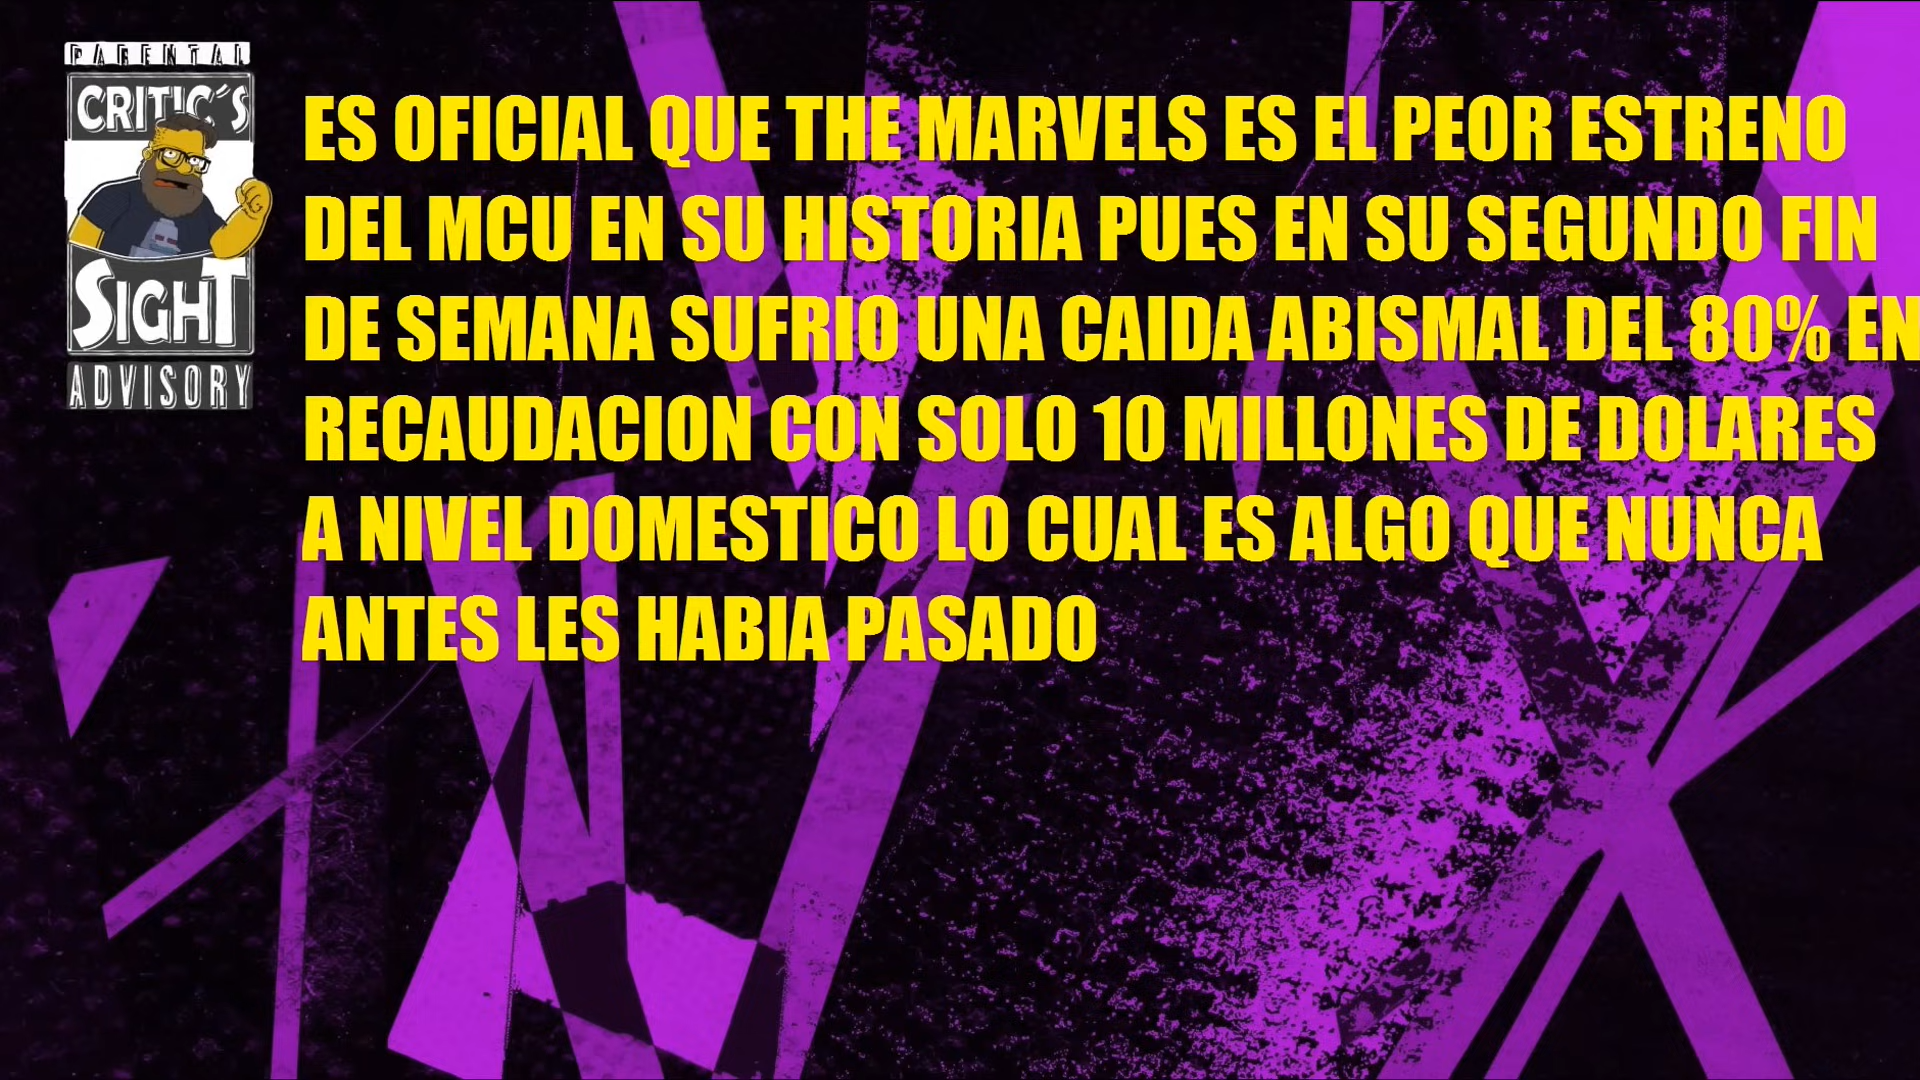 PARENTAL
CRITIC´S
SIGHT
ADVISORY
ES OFICIAL QUE THE MARVELS ES EL PEOR ESTRENO
DEL MCU EN SU HISTORIA PUES EN SU SEGUNDO FIN
DE SEMANA SUFRIO UNA CAIDA ABISMAL DEL 80% EN
RECAUDACION CON SOLO 10 MILLONES DE DOLARES
A NIVEL DOMESTICO LO CUAL ES ALGO QUE NUNCA
ANTES LES HABIA PASADO